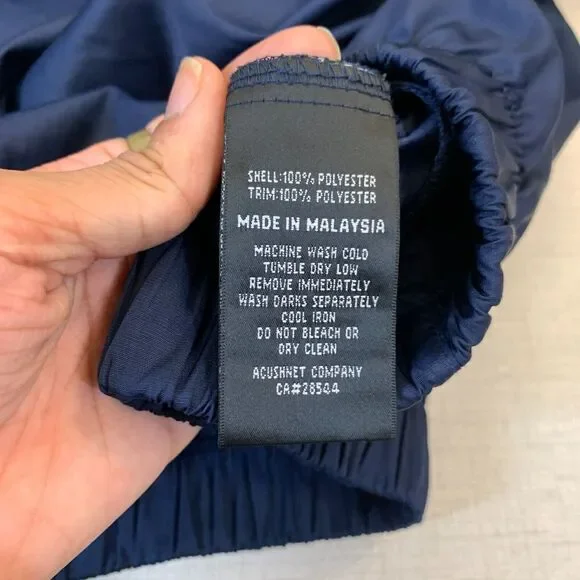 SHELL:100% POLYESTER
TRIM:100% POLYESTER
MADE IN MALAYSIA
MACHINE WASH COLD
TUMBLE DRY LOW
REMOVE IMMEDIATELY
WASH DARKS SEPARATELY
COOL IRON
DO NOT BLEACH OR
DRY CLEAN
ACUSHNET COMPANY
CA#28544